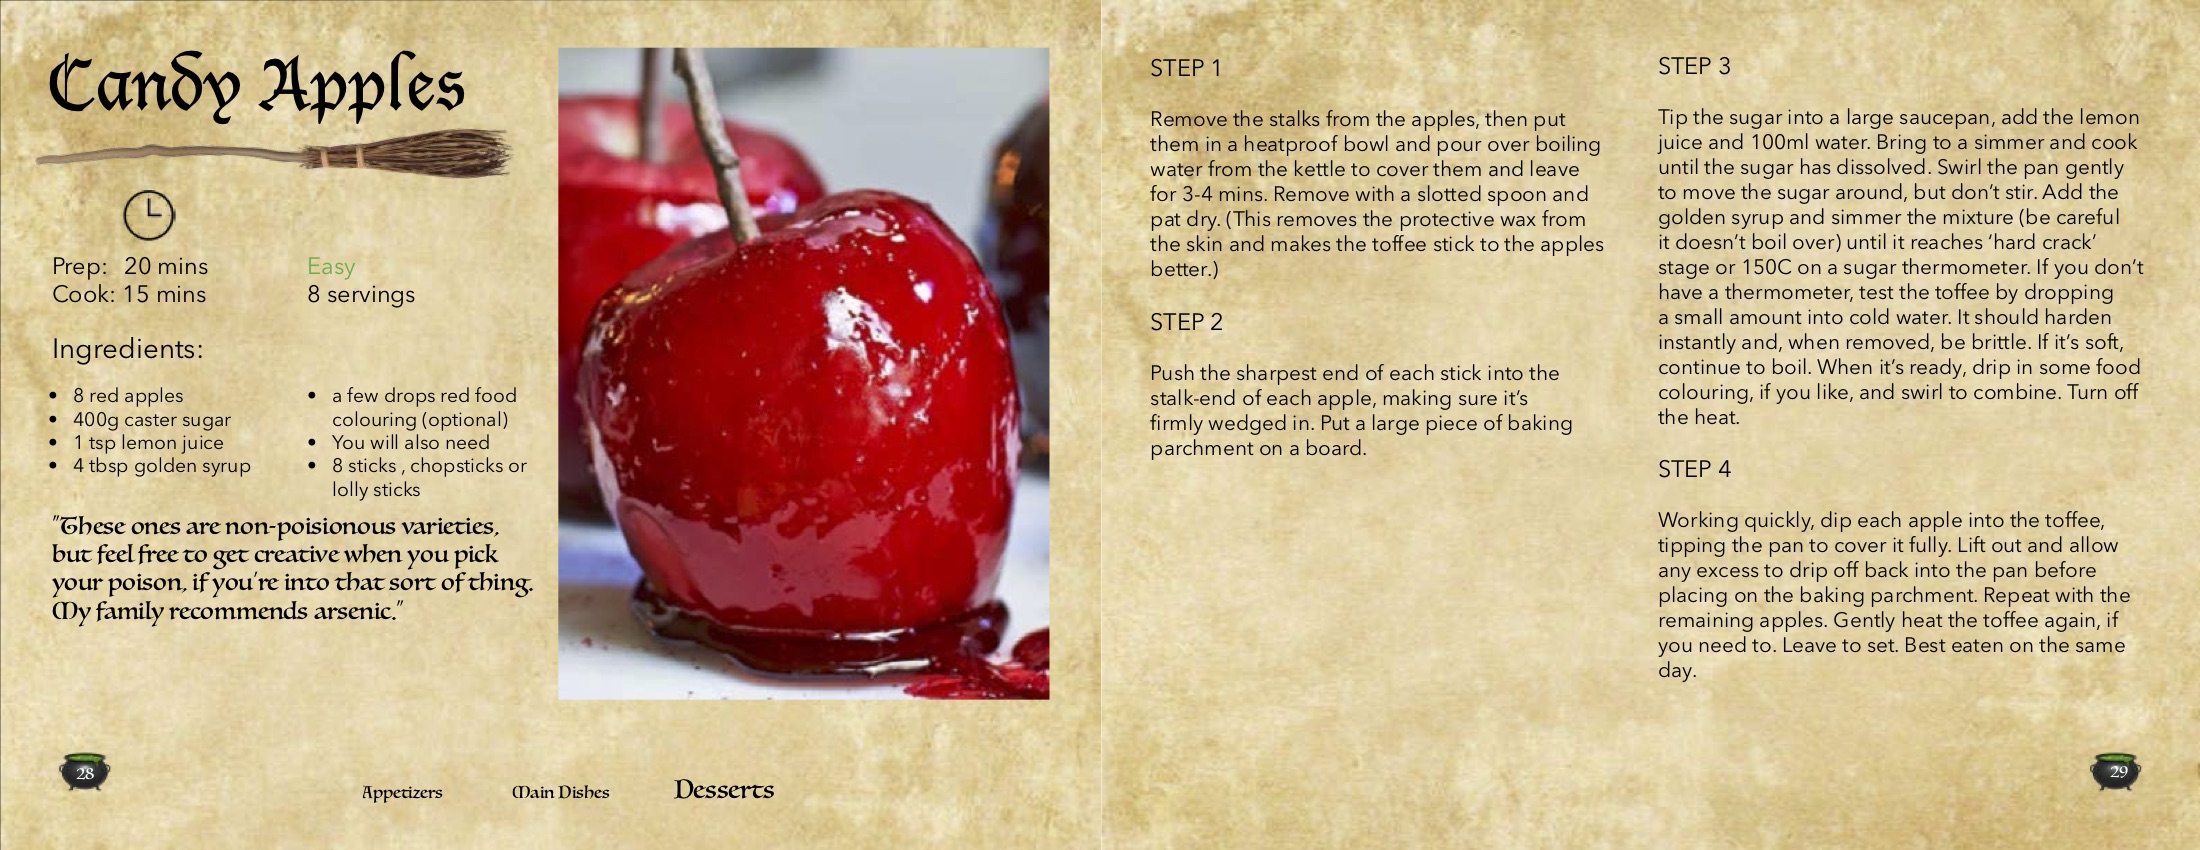 Candy Apples
Prep: 20 mins
Cook: 15 mins
Easy
8 servings
Ingredients:
• 8 red apples
• 400g caster sugar
• 1 tsp lemon juice
• 4 tbsp golden syrup
• a few drops red food
colouring (optional)
• You will also need
• 8 sticks , chopsticks or
lolly sticks
"These ones are non-poisionous varieties,
but feel free to get creative when you pick
your poison, if you're into that sort of thing.
My family recommends arsenic."
28
Appetizers
Main Dishes
Desserts
STEP 1
Remove the stalks from the apples, then put
them in a heatproof bowl and pour over boiling
water from the kettle to cover them and leave
for 3-4 mins. Remove with a slotted spoon and
pat dry. (This removes the protective wax from
the skin and makes the toffee stick to the apples
better.)
STEP 2
Push the sharpest end of each stick into the
stalk-end of each apple, making sure it’s
firmly wedged in. Put a large piece of baking
parchment on a board.
STEP 3
Tip the sugar into a large saucepan, add the lemon
juice and 100ml water. Bring to a simmer and cook
until the sugar has dissolved. Swirl the pan gently
to move the sugar around, but don’t stir. Add the
golden syrup and simmer the mixture (be careful
it doesn’t boil over) until it reaches ‘hard crack’
stage or 150C on a sugar thermometer. If you don’t
have a thermometer, test the toffee by dropping
a small amount into cold water. It should harden
instantly and, when removed, be brittle. If it’s soft,
continue to boil. When it’s ready, drip in some food
colouring, if you like, and swirl to combine. Turn off
the heat.
STEP 4
Working quickly, dip each apple into the toffee,
tipping the pan to cover it fully. Lift out and allow
any excess to drip off back into the pan before
placing on the baking parchment. Repeat with the
remaining apples. Gently heat the toffee again, if
you need to. Leave to set. Best eaten on the same
day.
29